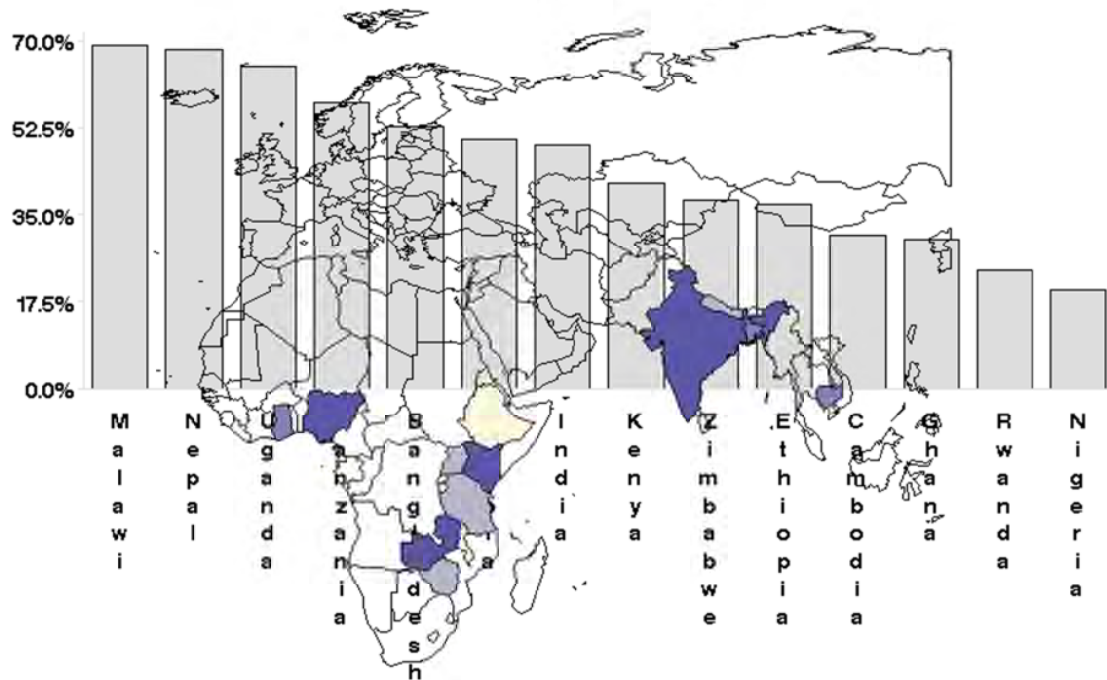 70.0%
52.5%
35.0%
17.5%
0.0%
Malawi
Nepal
Uganda
Tanzania
Bangladesh
India
Kenya
Zimbabwe
Ethiopia
Cambodia
Ghana
Rwanda
Nigeria